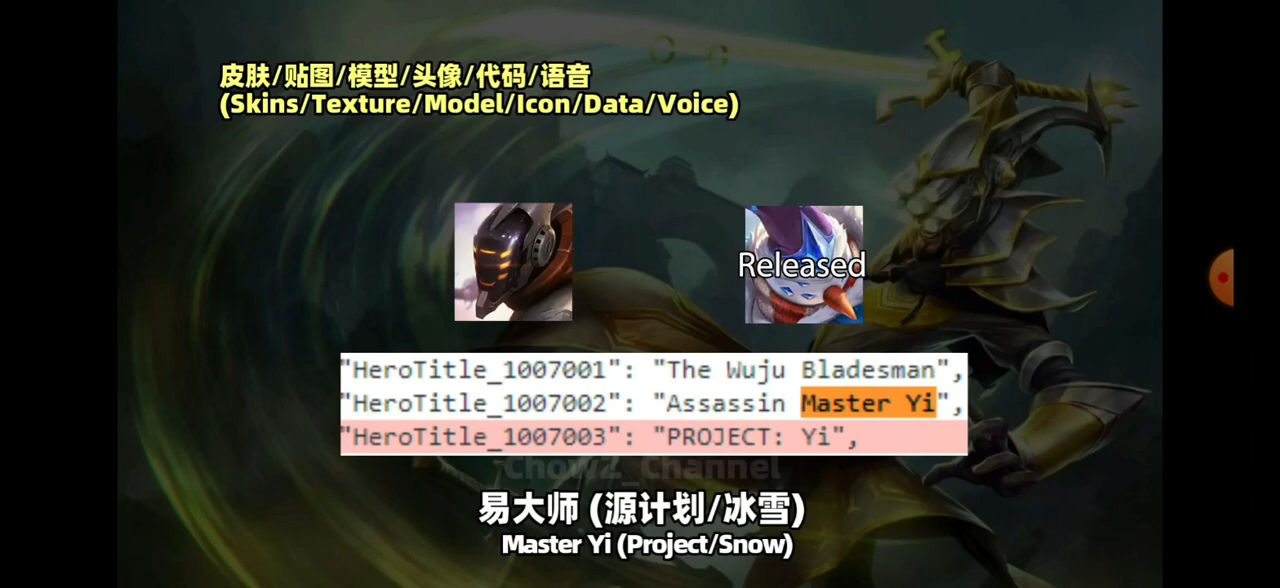 皮肤/贴图/模型/头像/代码/语音
(Skins/Texture/Model/Icon/Data/Voice)
Released
"HeroTitle_1007001": "The Wuju Bladesman",
"HeroTitle_1007002": "Assassin Master Yi",
"HeroTitle_1007003": "PROJECT: Yi",
ChowZ_Channel
易大师 (源计划/冰雪)
Master Yi (Project/Snow)